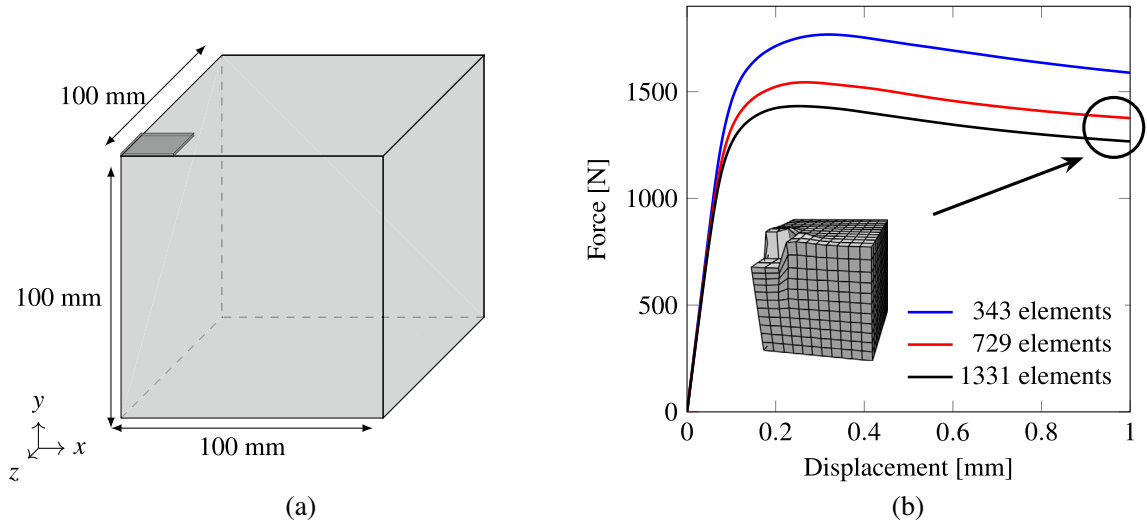 100 mm
100 mm
100 mm
y
x
z
(a)
Force [N]
1500
1000
500
0
0
0.2
0.4
0.6
0.8
1
Displacement [mm]
343 elements
729 elements
1331 elements
(b)